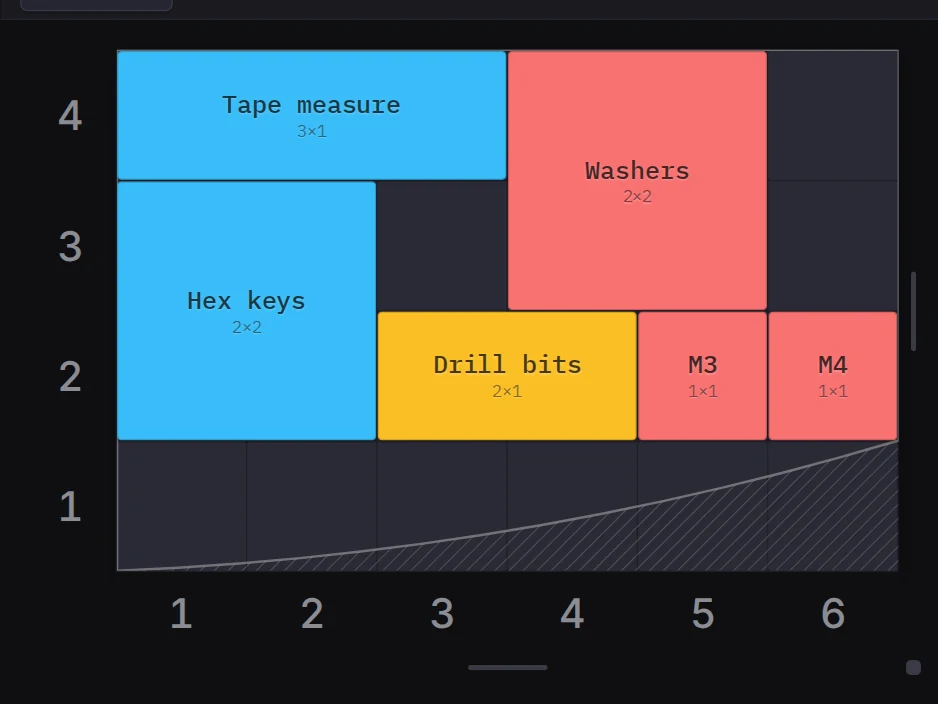 4
Tape measure
3×1
Washers
2×2
3
Hex keys
2×2
2
Drill bits
2×1
M3
1×1
M4
1×1
1
1 2 3 4 5 6